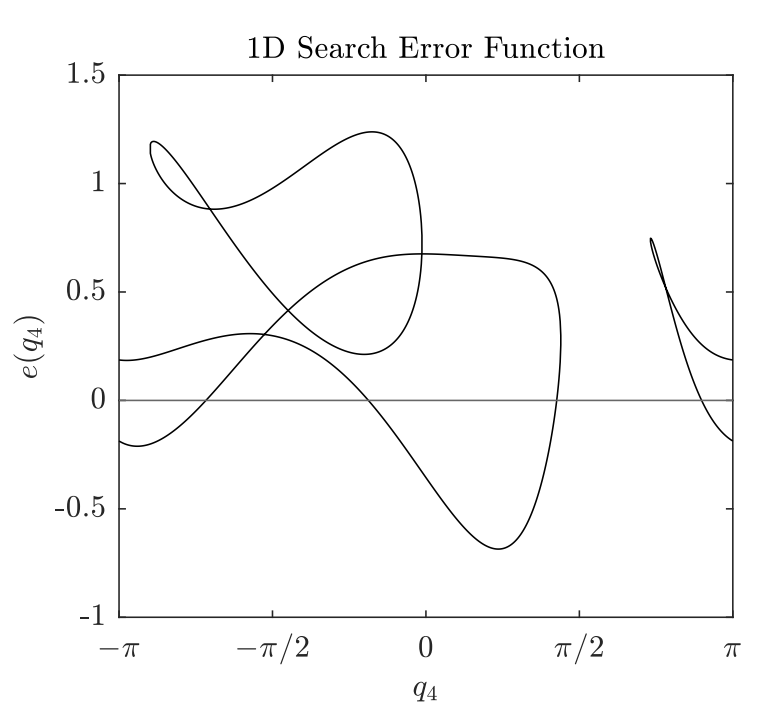 1D Search Error Function
1.5
1
0.5
0
-0.5
-1
e(q₄)
−π −π/2 0 π/2 π
q₄